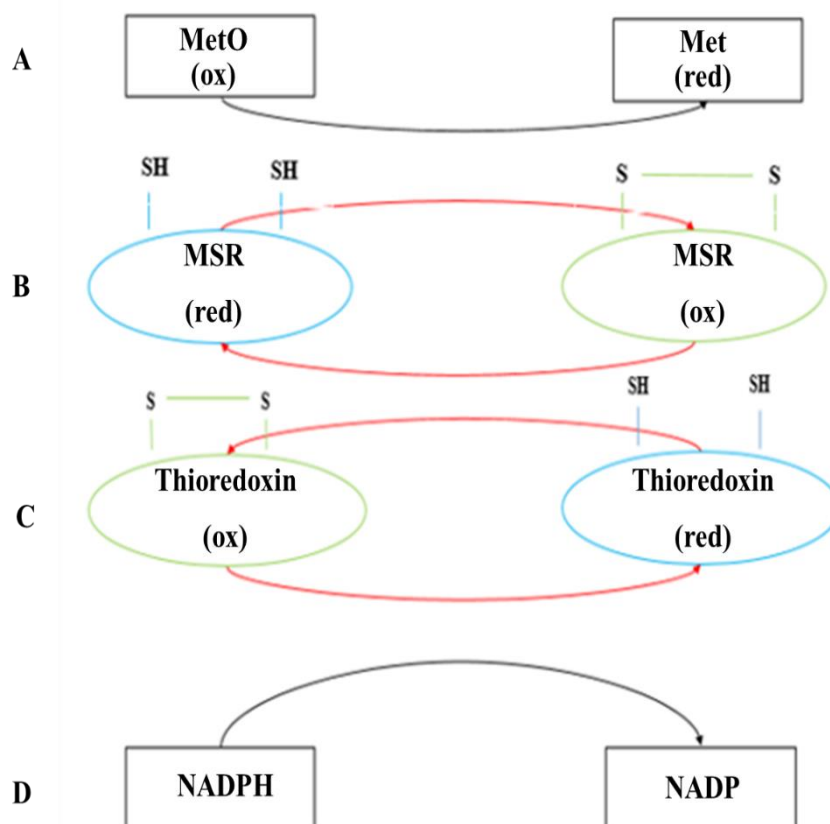 A
MetO
(ox)
Met
(red)
SH SH
S S
B
MSR
(red)
MSR
(ox)
S S
SH SH
C
Thioredoxin
(ox)
Thioredoxin
(red)
D
NADPH
NADP